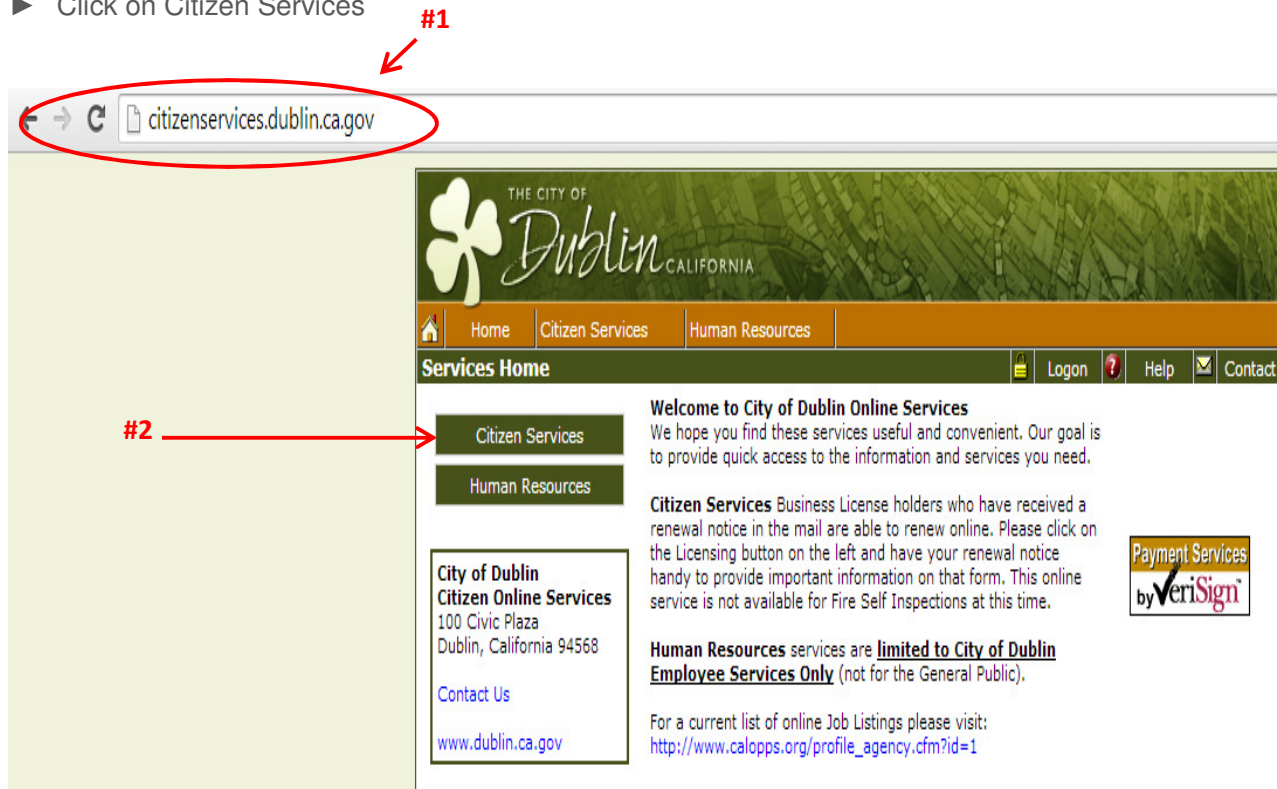 ► Click on Citizen Services
#1
citizenservices.dublin.ca.gov
THE CITY OF
Dublin
CALIFORNIA
Home Citizen Services Human Resources
Services Home Logon ? Help Contact
#2
Citizen Services
Human Resources
City of Dublin
Citizen Online Services
100 Civic Plaza
Dublin, California 94568
Contact Us
www.dublin.ca.gov
Welcome to City of Dublin Online Services
We hope you find these services useful and convenient. Our goal is
to provide quick access to the information and services you need.
Citizen Services Business License holders who have received a
renewal notice in the mail are able to renew online. Please click on
the Licensing button on the left and have your renewal notice
handy to provide important information on that form. This online
service is not available for Fire Self Inspections at this time.
Human Resources services are limited to City of Dublin
Employee Services Only (not for the General Public).
For a current list of online Job Listings please visit:
http://www.calopps.org/profile_agency.cfm?id=1
Payment Services
by VeriSign™